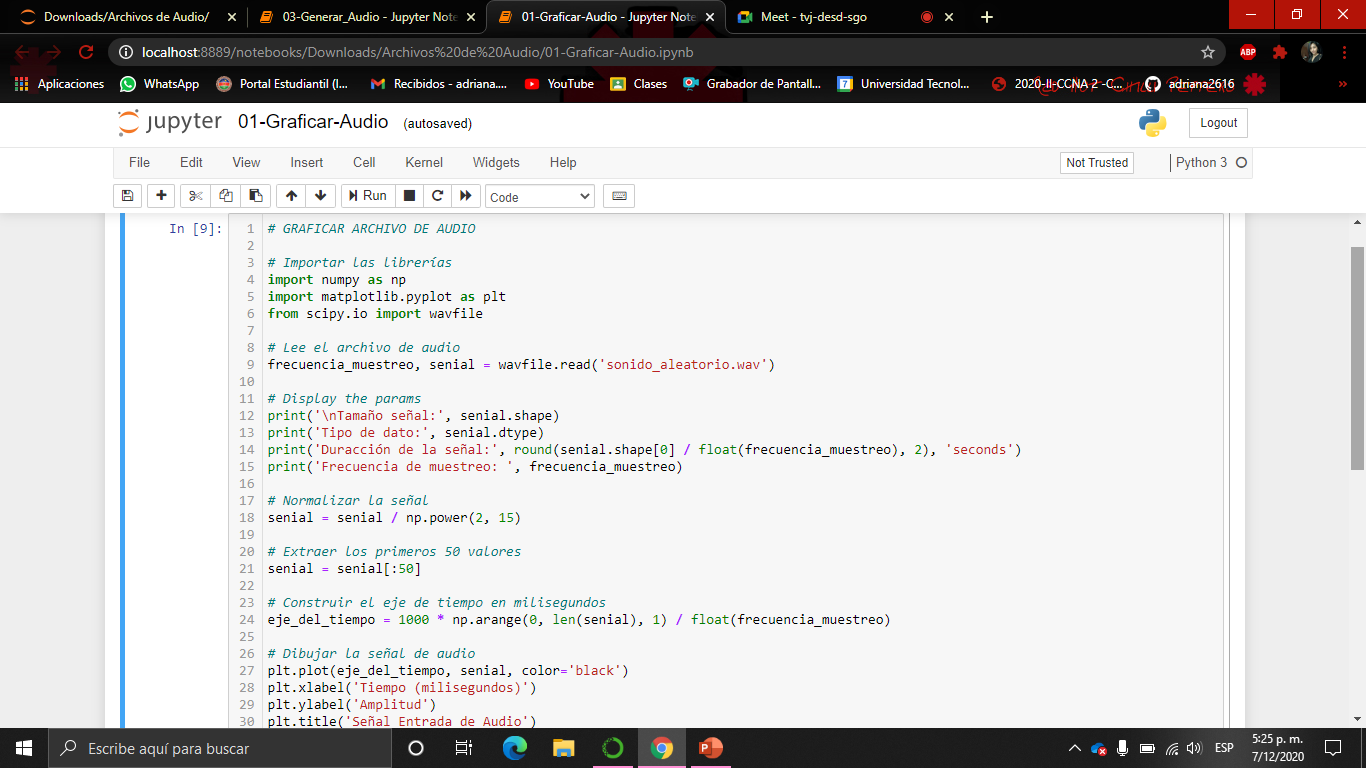 Downloads/Archivos de Audio/
03-Generar_Audio - Jupyter Note
01-Graficar-Audio - Jupyter Note
Meet - tvj-desd-sgo
localhost:8889/notebooks/Downloads/Archivos%20de%20Audio/01-Graficar-Audio.ipynb
ABP
Aplicaciones
WhatsApp
Portal Estudiantil (I...
Recibidos - adriana....
YouTube
Clases
Grabador de Pantall...
7
Universidad Tecnol...
2020-II-CCNA 2 -C...
adriana2616
»
jupyter 01-Graficar-Audio (autosaved)
Logout
File Edit View Insert Cell Kernel Widgets Help
Not Trusted
Python 3
Run
Code
In [9]:
1 # GRAFICAR ARCHIVO DE AUDIO
2
3 # Importar las librerías
4 import numpy as np
5 import matplotlib.pyplot as plt
6 from scipy.io import wavfile
7
8 # Lee el archivo de audio
9 frecuencia_muestreo, senial = wavfile.read('sonido_aleatorio.wav')
10
11 # Display the params
12 print('\nTamaño señal:', senial.shape)
13 print('Tipo de dato:', senial.dtype)
14 print('Duracción de la señal:', round(senial.shape[0] / float(frecuencia_muestreo), 2), 'seconds')
15 print('Frecuencia de muestreo: ', frecuencia_muestreo)
16
17 # Normalizar la señal
18 senial = senial / np.power(2, 15)
19
20 # Extraer los primeros 50 valores
21 senial = senial[:50]
22
23 # Construir el eje de tiempo en milisegundos
24 eje_del_tiempo = 1000 * np.arange(0, len(senial), 1) / float(frecuencia_muestreo)
25
26 # Dibujar la señal de audio
27 plt.plot(eje_del_tiempo, senial, color='black')
28 plt.xlabel('Tiempo (milisegundos)')
29 plt.ylabel('Amplitud')
30 plt.title('Señal Entrada de Audio')
Escribe aquí para buscar
ESP
5:25 p. m.
7/12/2020